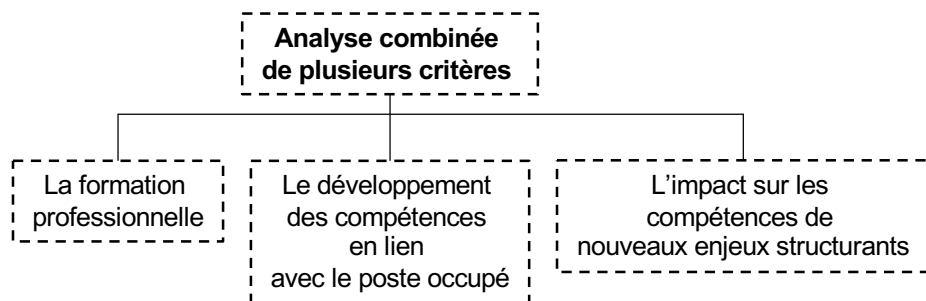 Analyse combinée
de plusieurs critères
La formation
professionnelle
Le développement
des compétences
en lien
avec le poste occupé
L'impact sur les
compétences de
nouveaux enjeux structurants